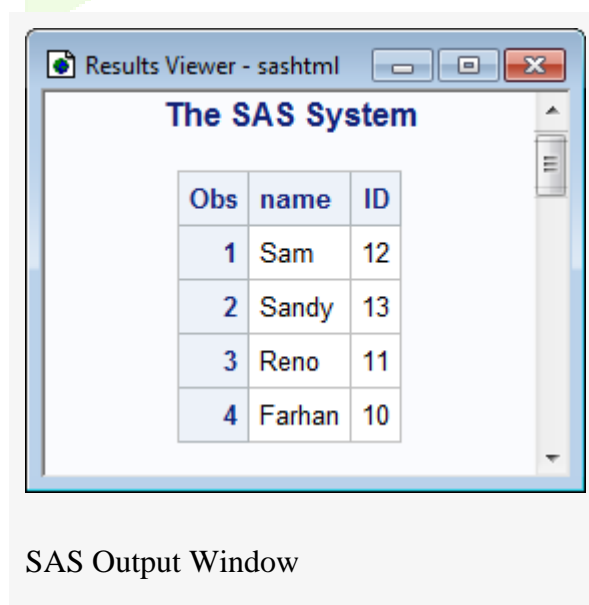 Results Viewer - sashtml
The SAS System
Obs name ID
1 Sam 12
2 Sandy 13
3 Reno 11
4 Farhan 10
SAS Output Window